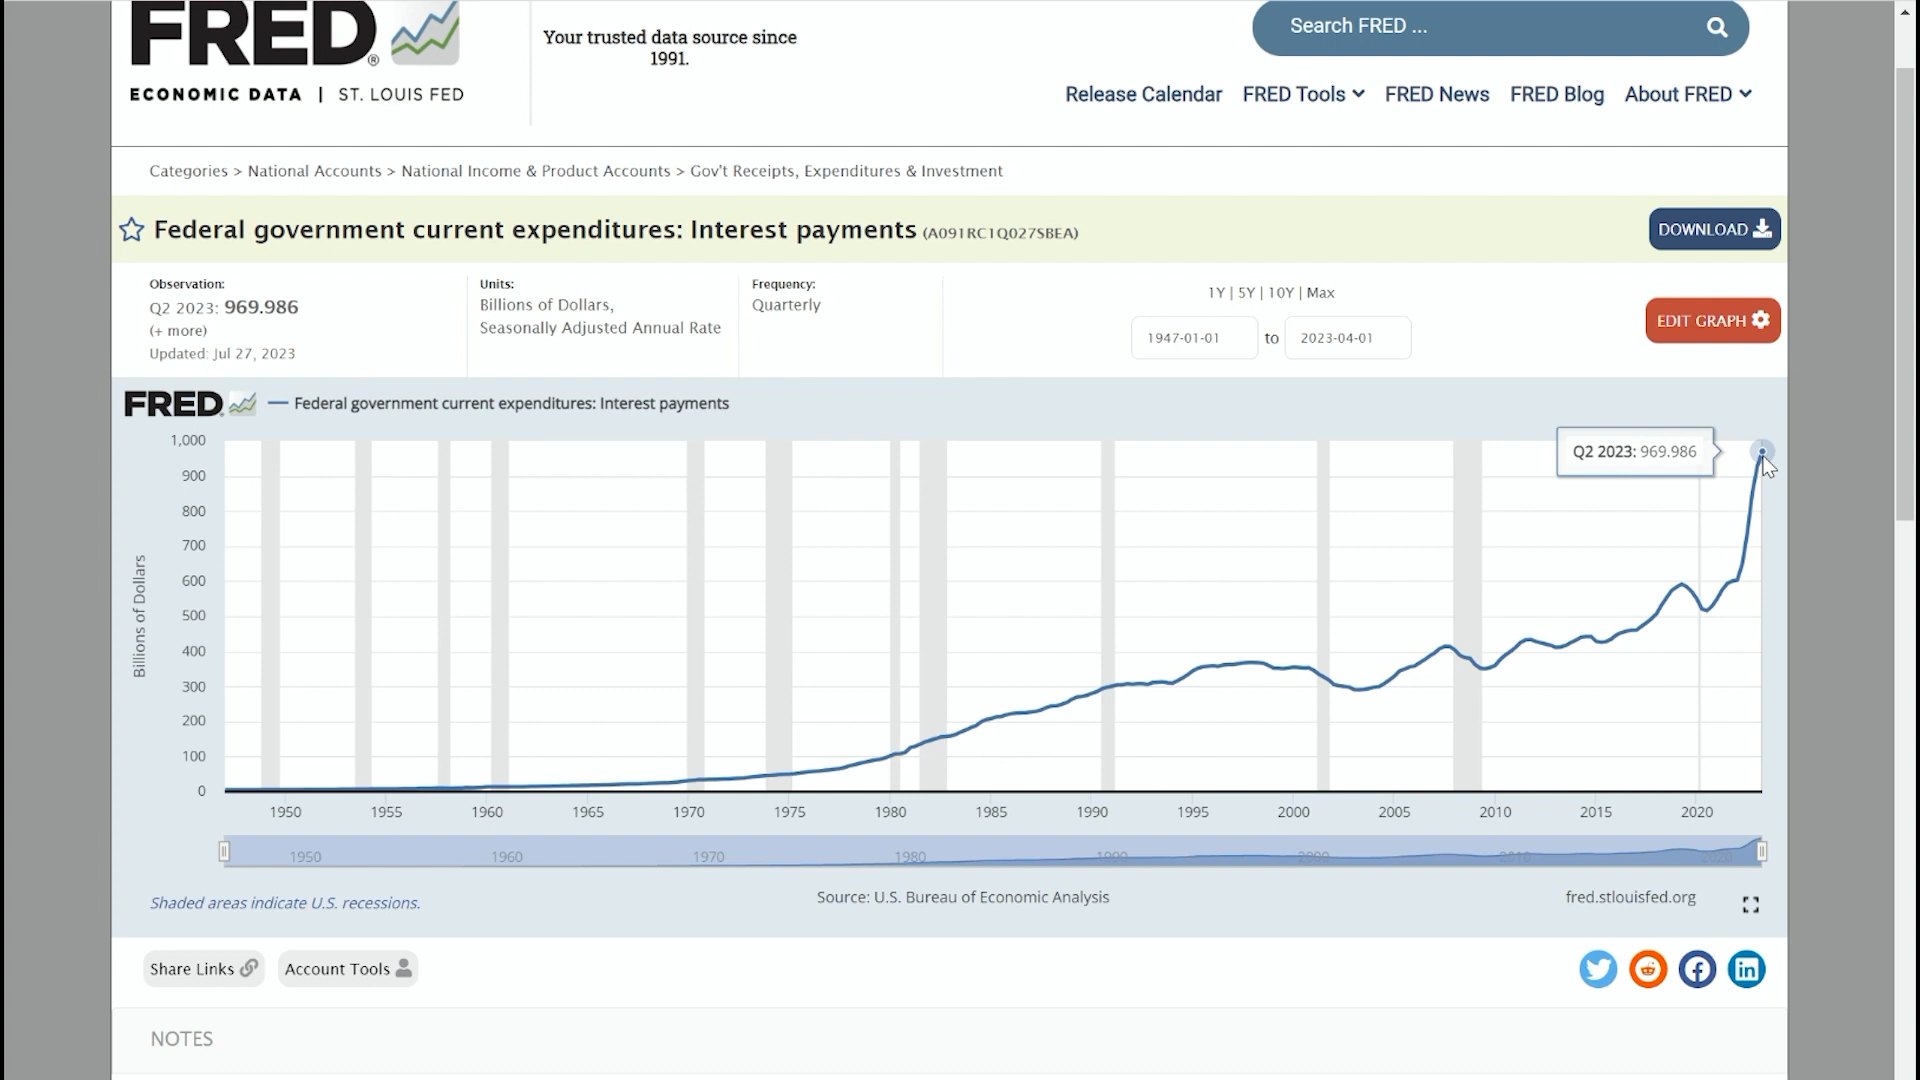 FRED®
ECONOMIC DATA | ST. LOUIS FED
Your trusted data source since
1991.
Search FRED ...
Release Calendar
FRED Tools
FRED News
FRED Blog
About FRED
Categories > National Accounts > National Income & Product Accounts > Gov't Receipts, Expenditures & Investment
Federal government current expenditures: Interest payments (A091RC1Q027SBEA)
DOWNLOAD
Observation:
Q2 2023: 969.986
(+ more)
Updated: Jul 27, 2023
Units:
Billions of Dollars,
Seasonally Adjusted Annual Rate
Frequency:
Quarterly
1Y | 5Y | 10Y | Max
1947-01-01 to 2023-04-01
EDIT GRAPH
FRED
Federal government current expenditures: Interest payments
Q2 2023: 969.986
Billions of Dollars
1,000
900
800
700
600
500
400
300
200
100
0
1950 1955 1960 1965 1970 1975 1980 1985 1990 1995 2000 2005 2010 2015 2020
1950 1960 1970 1980 1990 2000 2010 2020
Shaded areas indicate U.S. recessions.
Source: U.S. Bureau of Economic Analysis
fred.stlouisfed.org
Share Links
Account Tools
NOTES